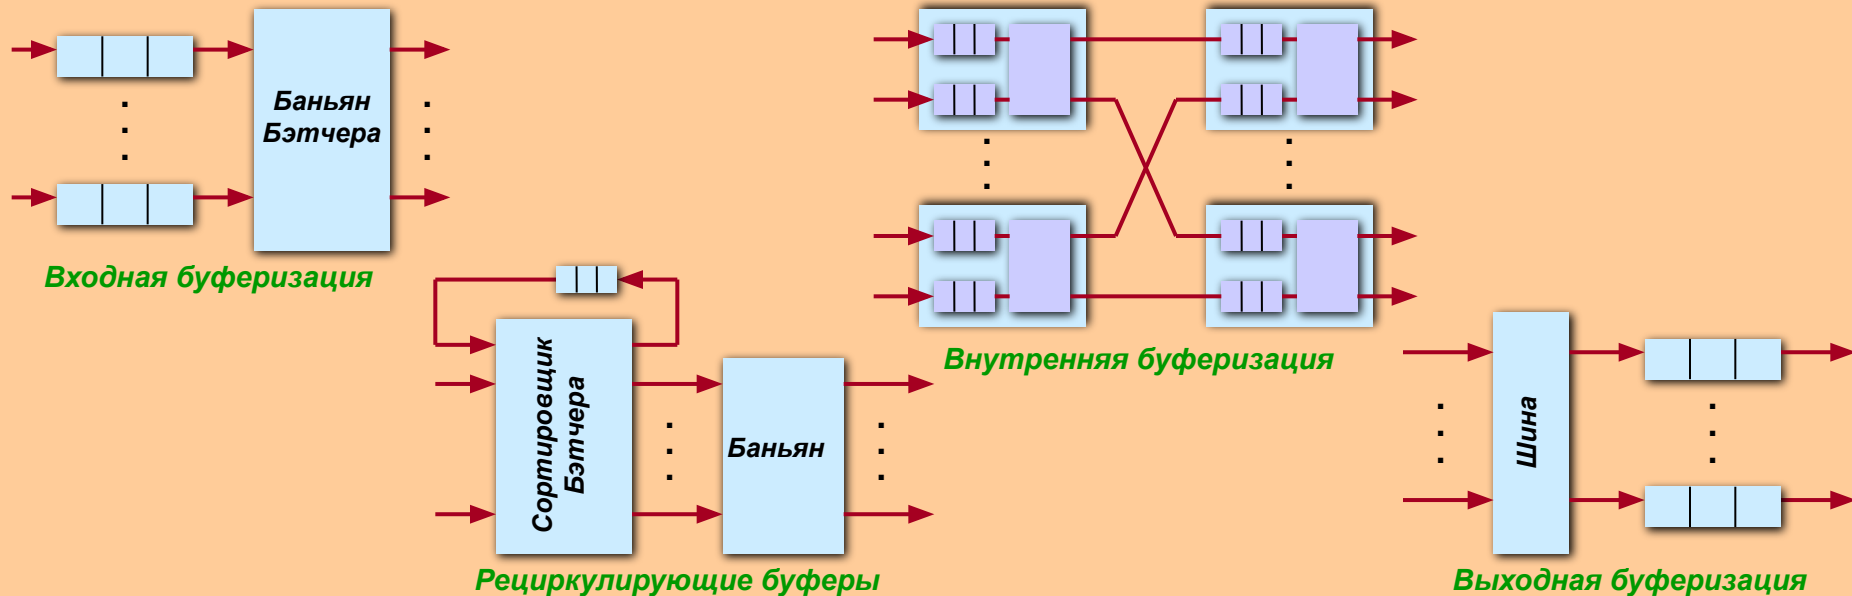 Баньян
Бэтчера
Входная буферизация
Сортировщик
Бэтчера
Баньян
Рециркулирующие буферы
Внутренняя буферизация
Шина
Выходная буферизация